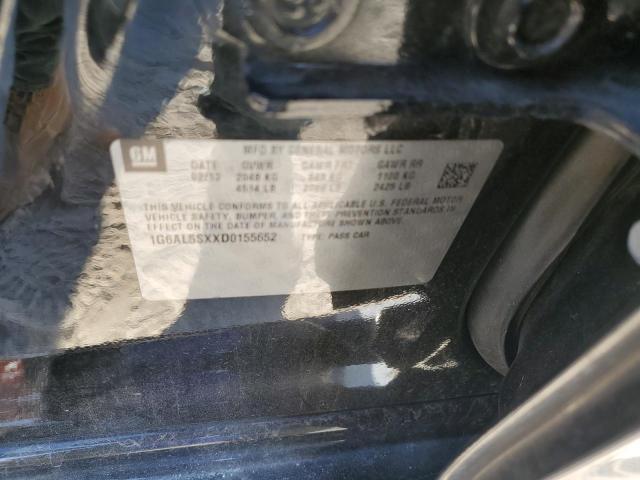 GM
MFD BY GENERAL MOTORS LLC
DATE GVWR GAWR FRT GAWR RR
02/13 2040 KG 1100 KG
LB 2425 LB
THIS VEHICLE CONFORMS TO ALL APPLICABLE U.S. FEDERAL MOTOR
VEHICLE SAFETY, BUMPER, AND THEFT PREVENTION STANDARDS
IN EFFECT ON THE DATE OF MANUFACTURE SHOWN ABOVE.
1G6AL5SXXD0155652 TYPE: PASS CAR